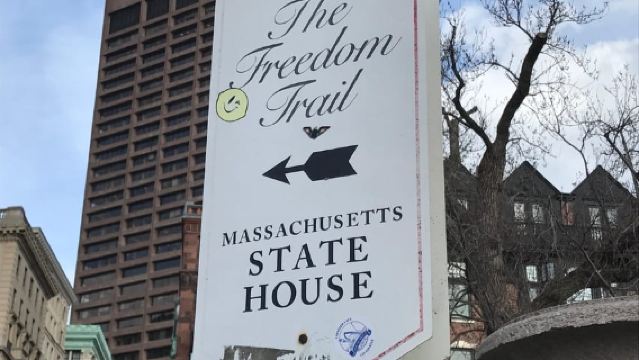 The
Freedom
Trail
MASSACHUSETTS
STATE
HOUSE